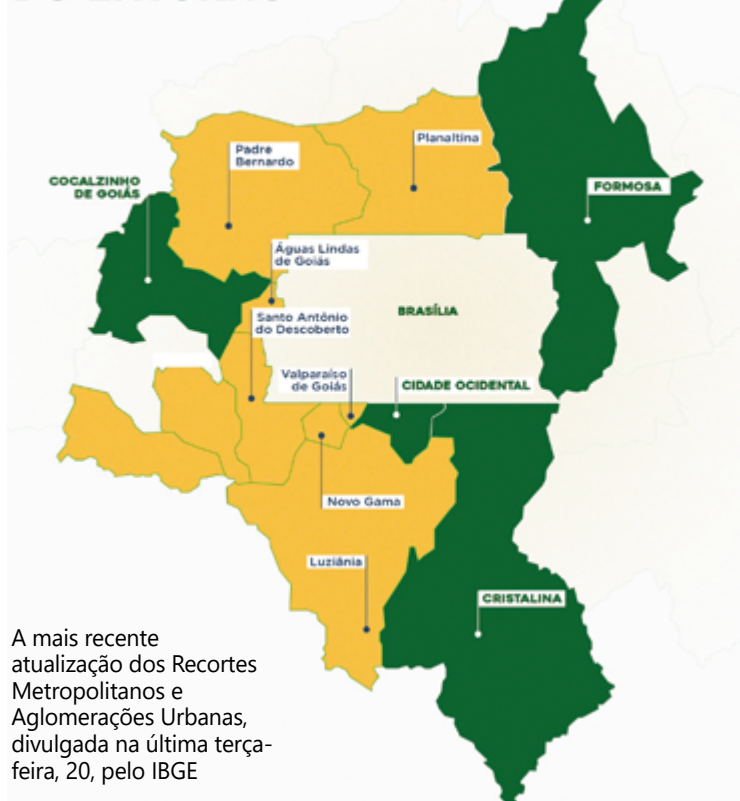 Padre
Bernardo
Planaltina
COCALZINHO
DE GOIÁS
FORMOSA
Águas Lindas
de Goiás
Santo Antônio
do Descoberto
BRASÍLIA
Valparaíso
de Goiás
CIDADE OCIDENTAL
Novo Gama
Luziânia
CRISTALINA
A mais recente
atualização dos Recortes
Metropolitanos e
Aglomerações Urbanas,
divulgada na última terça-
feira, 20, pelo IBGE